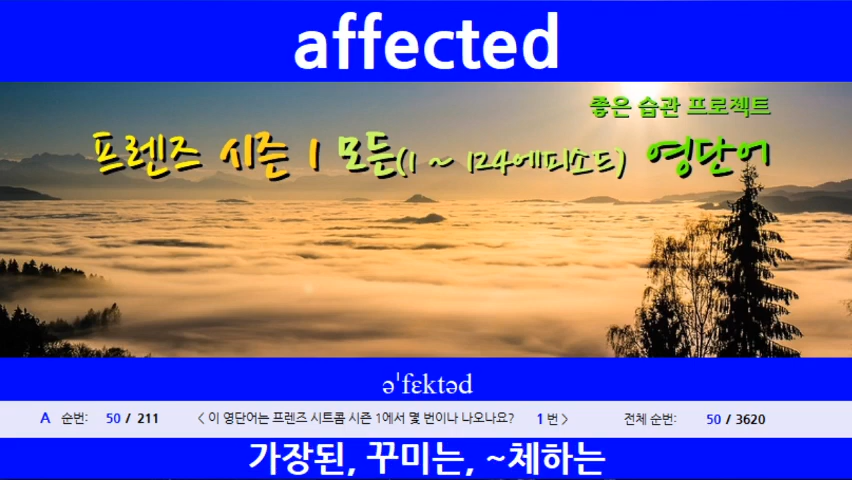 affected
좋은 습관 프로젝트
프렌즈 시즌 1 모든(1 ~ 124에피소드) 영단어
ə'fɛktəd
A 순번: 50 / 211 < 이 영단어는 프렌즈 시트콤 시즌 1에서 몇 번이나 나오나요? 1 번 > 전체 순번: 50 / 3620
가장된, 꾸미는, ~체하는